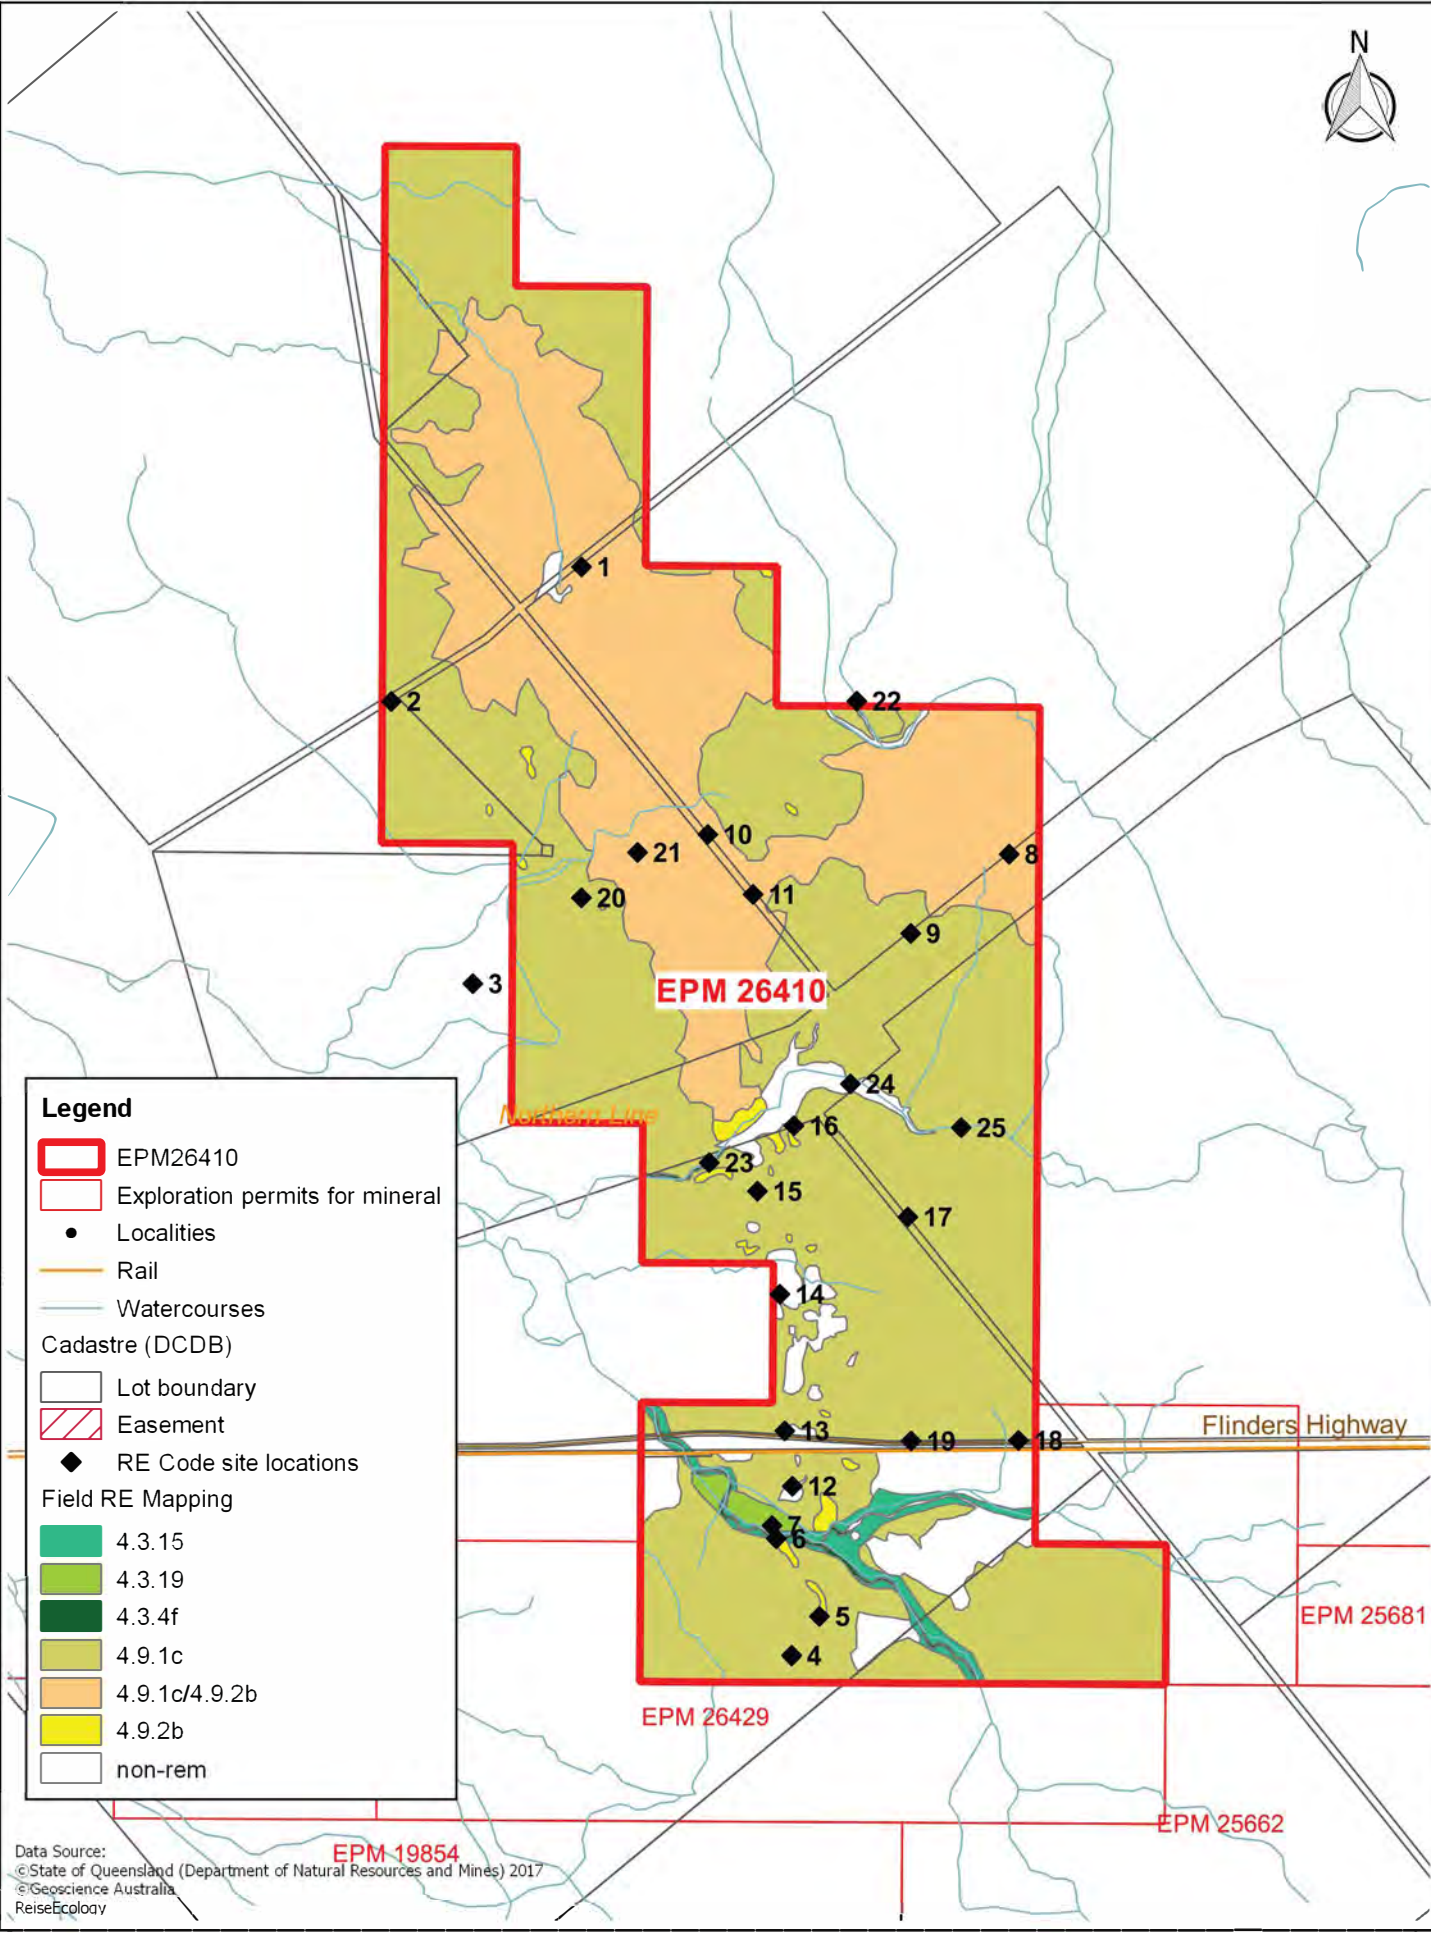 N
1
2
22
10
21
8
11
20
9
3
EPM 26410
24
Northern Line
16
25
23
15
17
14
Flinders Highway
13
19
18
12
7
6
5
4
EPM 25681
EPM 26429
EPM 25662
EPM 19854
Legend
EPM26410
Exploration permits for mineral
Localities
Rail
Watercourses
Cadastre (DCDB)
Lot boundary
Easement
RE Code site locations
Field RE Mapping
4.3.15
4.3.19
4.3.4f
4.9.1c
4.9.1c/4.9.2b
4.9.2b
non-rem
Data Source:
©State of Queensland (Department of Natural Resources and Mines) 2017
©Geoscience Australia
ReiseEcology